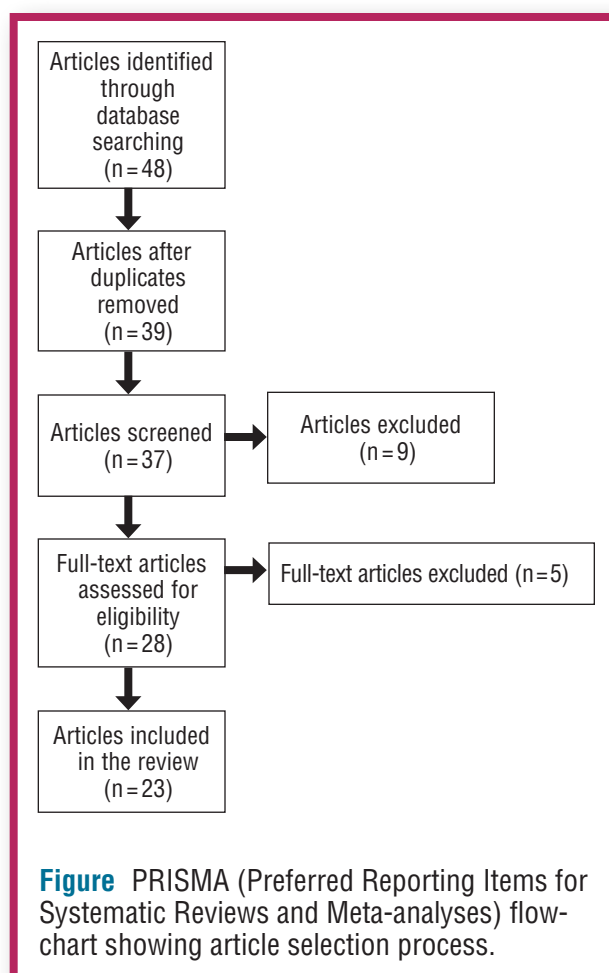 Articles identified
through
database
searching
(n=48)
Articles after
duplicates
removed
(n=39)
Articles screened
(n=37)
Articles excluded
(n=9)
Full-text articles
assessed for
eligibility
(n=28)
Full-text articles excluded (n=5)
Articles included
in the review
(n=23)
Figure PRISMA (Preferred Reporting Items for
Systematic Reviews and Meta-analyses) flow-
chart showing article selection process.